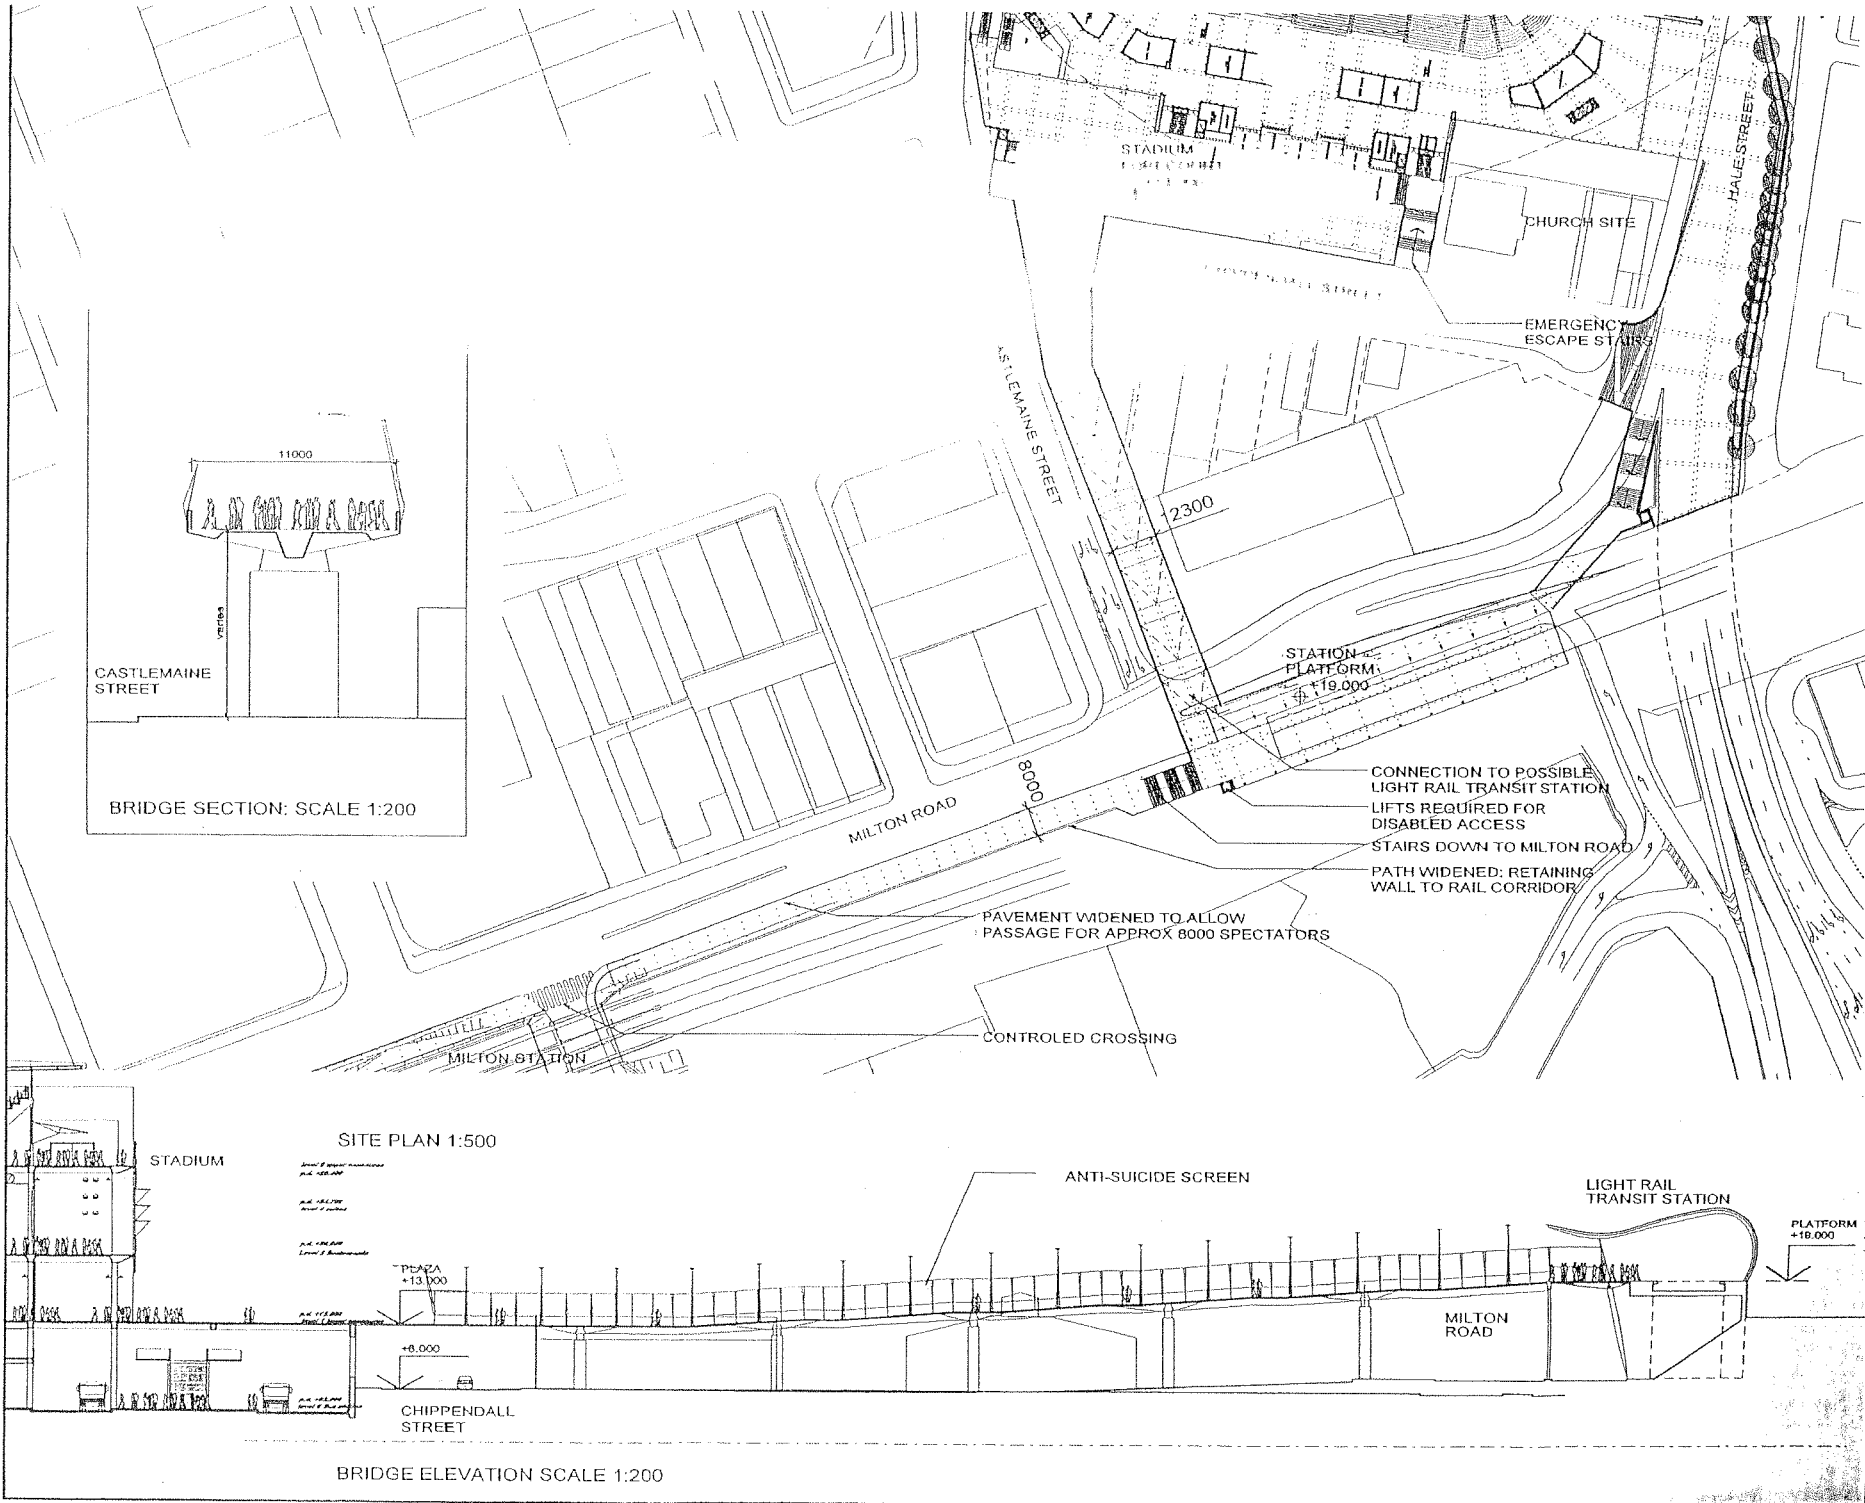 STADIUM
HALE STREET
CHURCH SITE
EMERGENCY
ESCAPE STAIRS
STREET
11000
varies
CASTLEMAINE
STREET
BRIDGE SECTION: SCALE 1:200
ASTLEMAINE STREET
2300
STATION
PLATFORM
+19.000
8000
MILTON ROAD
CONNECTION TO POSSIBLE
LIGHT RAIL TRANSIT STATION
LIFTS REQUIRED FOR
DISABLED ACCESS
STAIRS DOWN TO MILTON ROAD
PATH WIDENED: RETAINING
WALL TO RAIL CORRIDOR
PAVEMENT WIDENED TO ALLOW
PASSAGE FOR APPROX 8000 SPECTATORS
CONTROLED CROSSING
MILTON STATION
SITE PLAN 1:500
STADIUM
ANTI-SUICIDE SCREEN
LIGHT RAIL
TRANSIT STATION
PLATFORM
PLAZA
+13.000
MILTON
ROAD
+6.000
CHIPPENDALL
STREET
BRIDGE ELEVATION SCALE 1:200